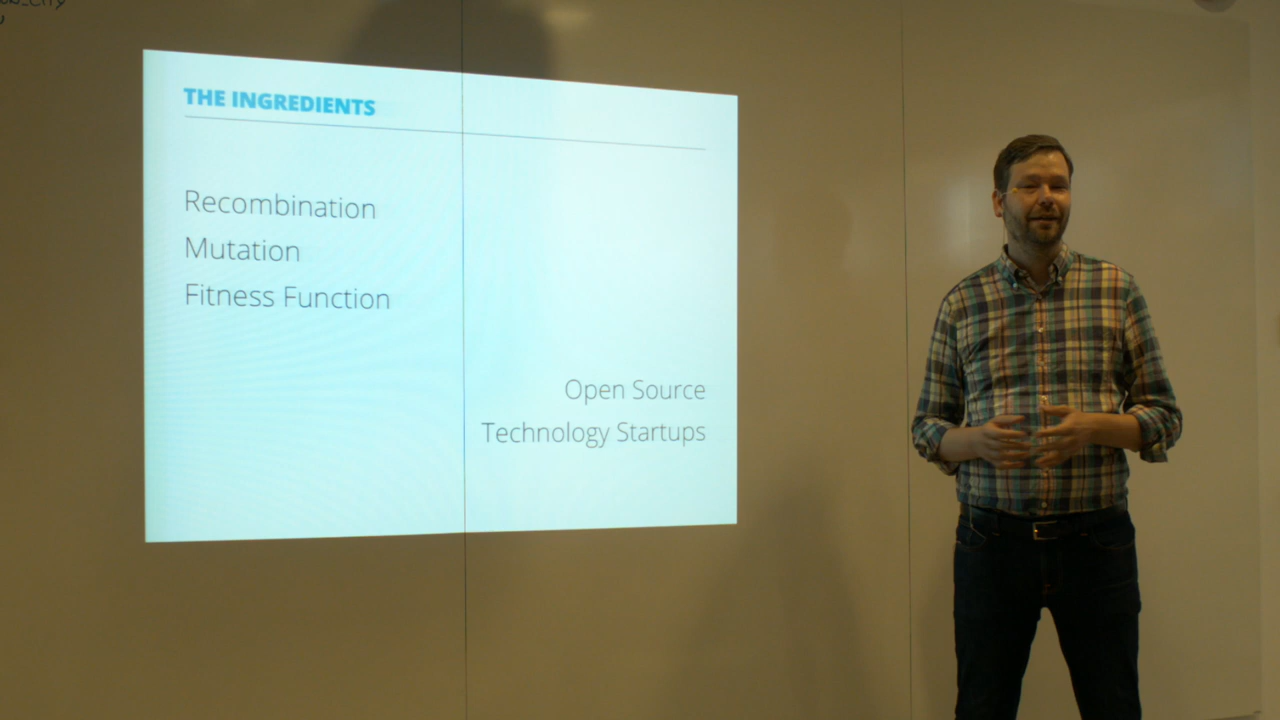 THE INGREDIENTS
Recombination
Mutation
Fitness Function
Open Source
Technology Startups